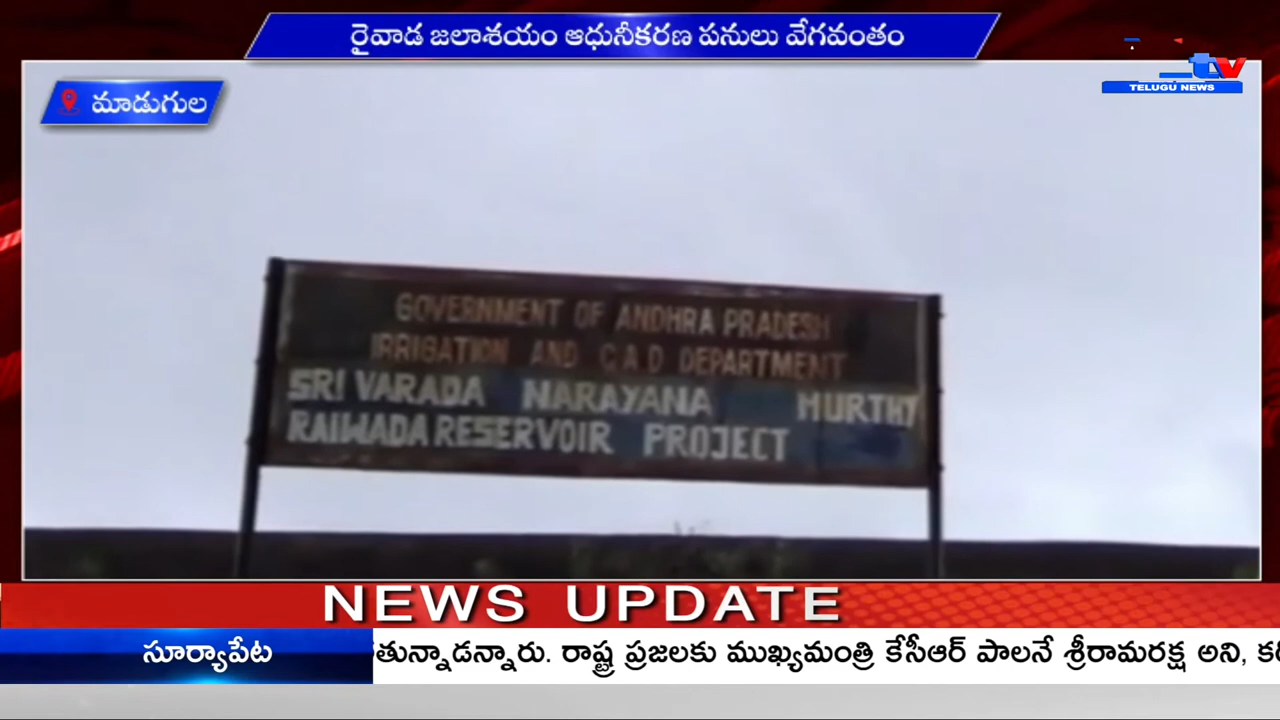 రైవాడ జలాశయం ఆధునీకరణ పనులు వేగవంతం
మాడుగుల
tv
TELUGU NEWS
GOVERNMENT OF ANDHRA PRADESH
IRRIGATION AND C.A.D DEPARTMENT
SRI VARADA NARAYANA MURTHY
RAIWADA RESERVOIR PROJECT
NEWS UPDATE
సూర్యాపేట
తున్నాడన్నారు. రాష్ట్ర ప్రజలకు ముఖ్యమంత్రి కేసీఆర్ పాలనే శ్రీరామరక్ష అని,